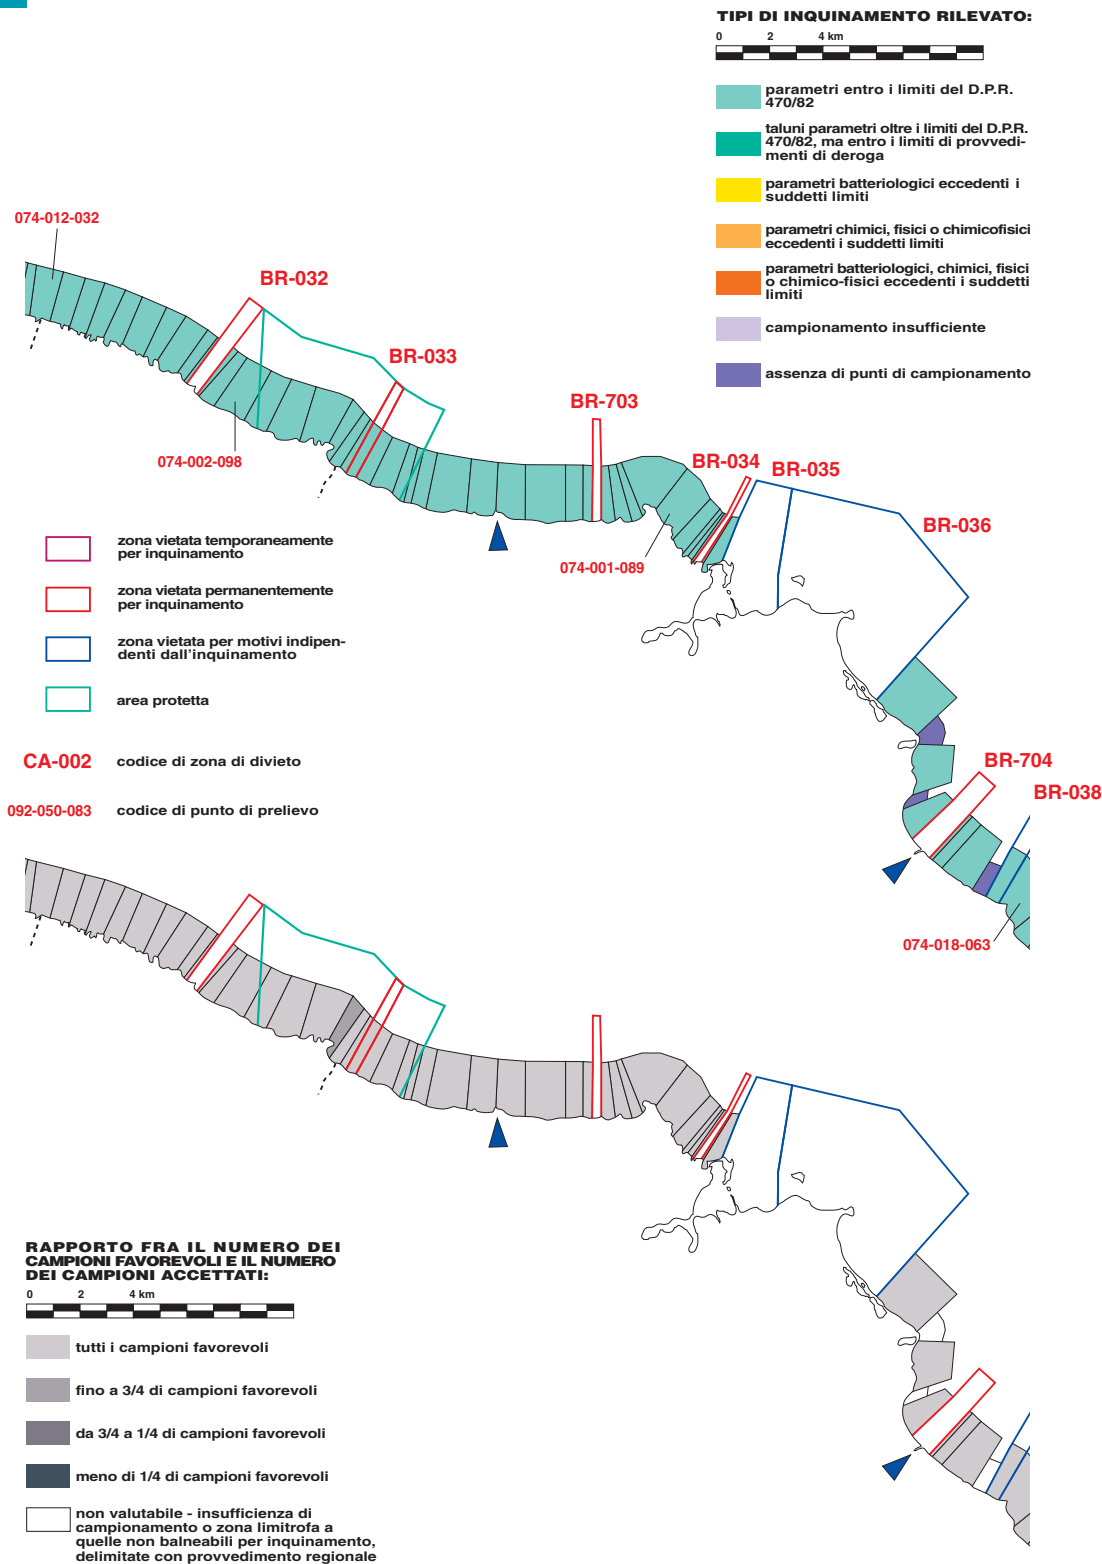 TIPI DI INQUINAMENTO RILEVATO:
0 2 4 km
parametri entro i limiti del D.P.R.
470/82
taluni parametri oltre i limiti del D.P.R.
470/82, ma entro i limiti di provvedi-
menti di deroga
parametri batteriologici eccedenti i
suddetti limiti
parametri chimici, fisici o chimicofisici
eccedenti i suddetti limiti
parametri batteriologici, chimici, fisici
o chimico-fisici eccedenti i suddetti
limiti
campionamento insufficiente
assenza di punti di campionamento
074-012-032
BR-032
BR-033
BR-703
074-002-098
BR-034
BR-035
BR-036
074-001-089
zona vietata temporaneamente
per inquinamento
zona vietata permanentemente
per inquinamento
zona vietata per motivi indipen-
denti dall'inquinamento
area protetta
CA-002 codice di zona di divieto
092-050-083 codice di punto di prelievo
BR-704
BR-038
074-018-063
RAPPORTO FRA IL NUMERO DEI
CAMPIONI FAVOREVOLI E IL NUMERO
DEI CAMPIONI ACCETTATI:
0 2 4 km
tutti i campioni favorevoli
fino a 3/4 di campioni favorevoli
da 3/4 a 1/4 di campioni favorevoli
meno di 1/4 di campioni favorevoli
non valutabile - insufficienza di
campionamento o zona limitrofa a
quelle non balneabili per inquinamento,
delimitate con provvedimento regionale